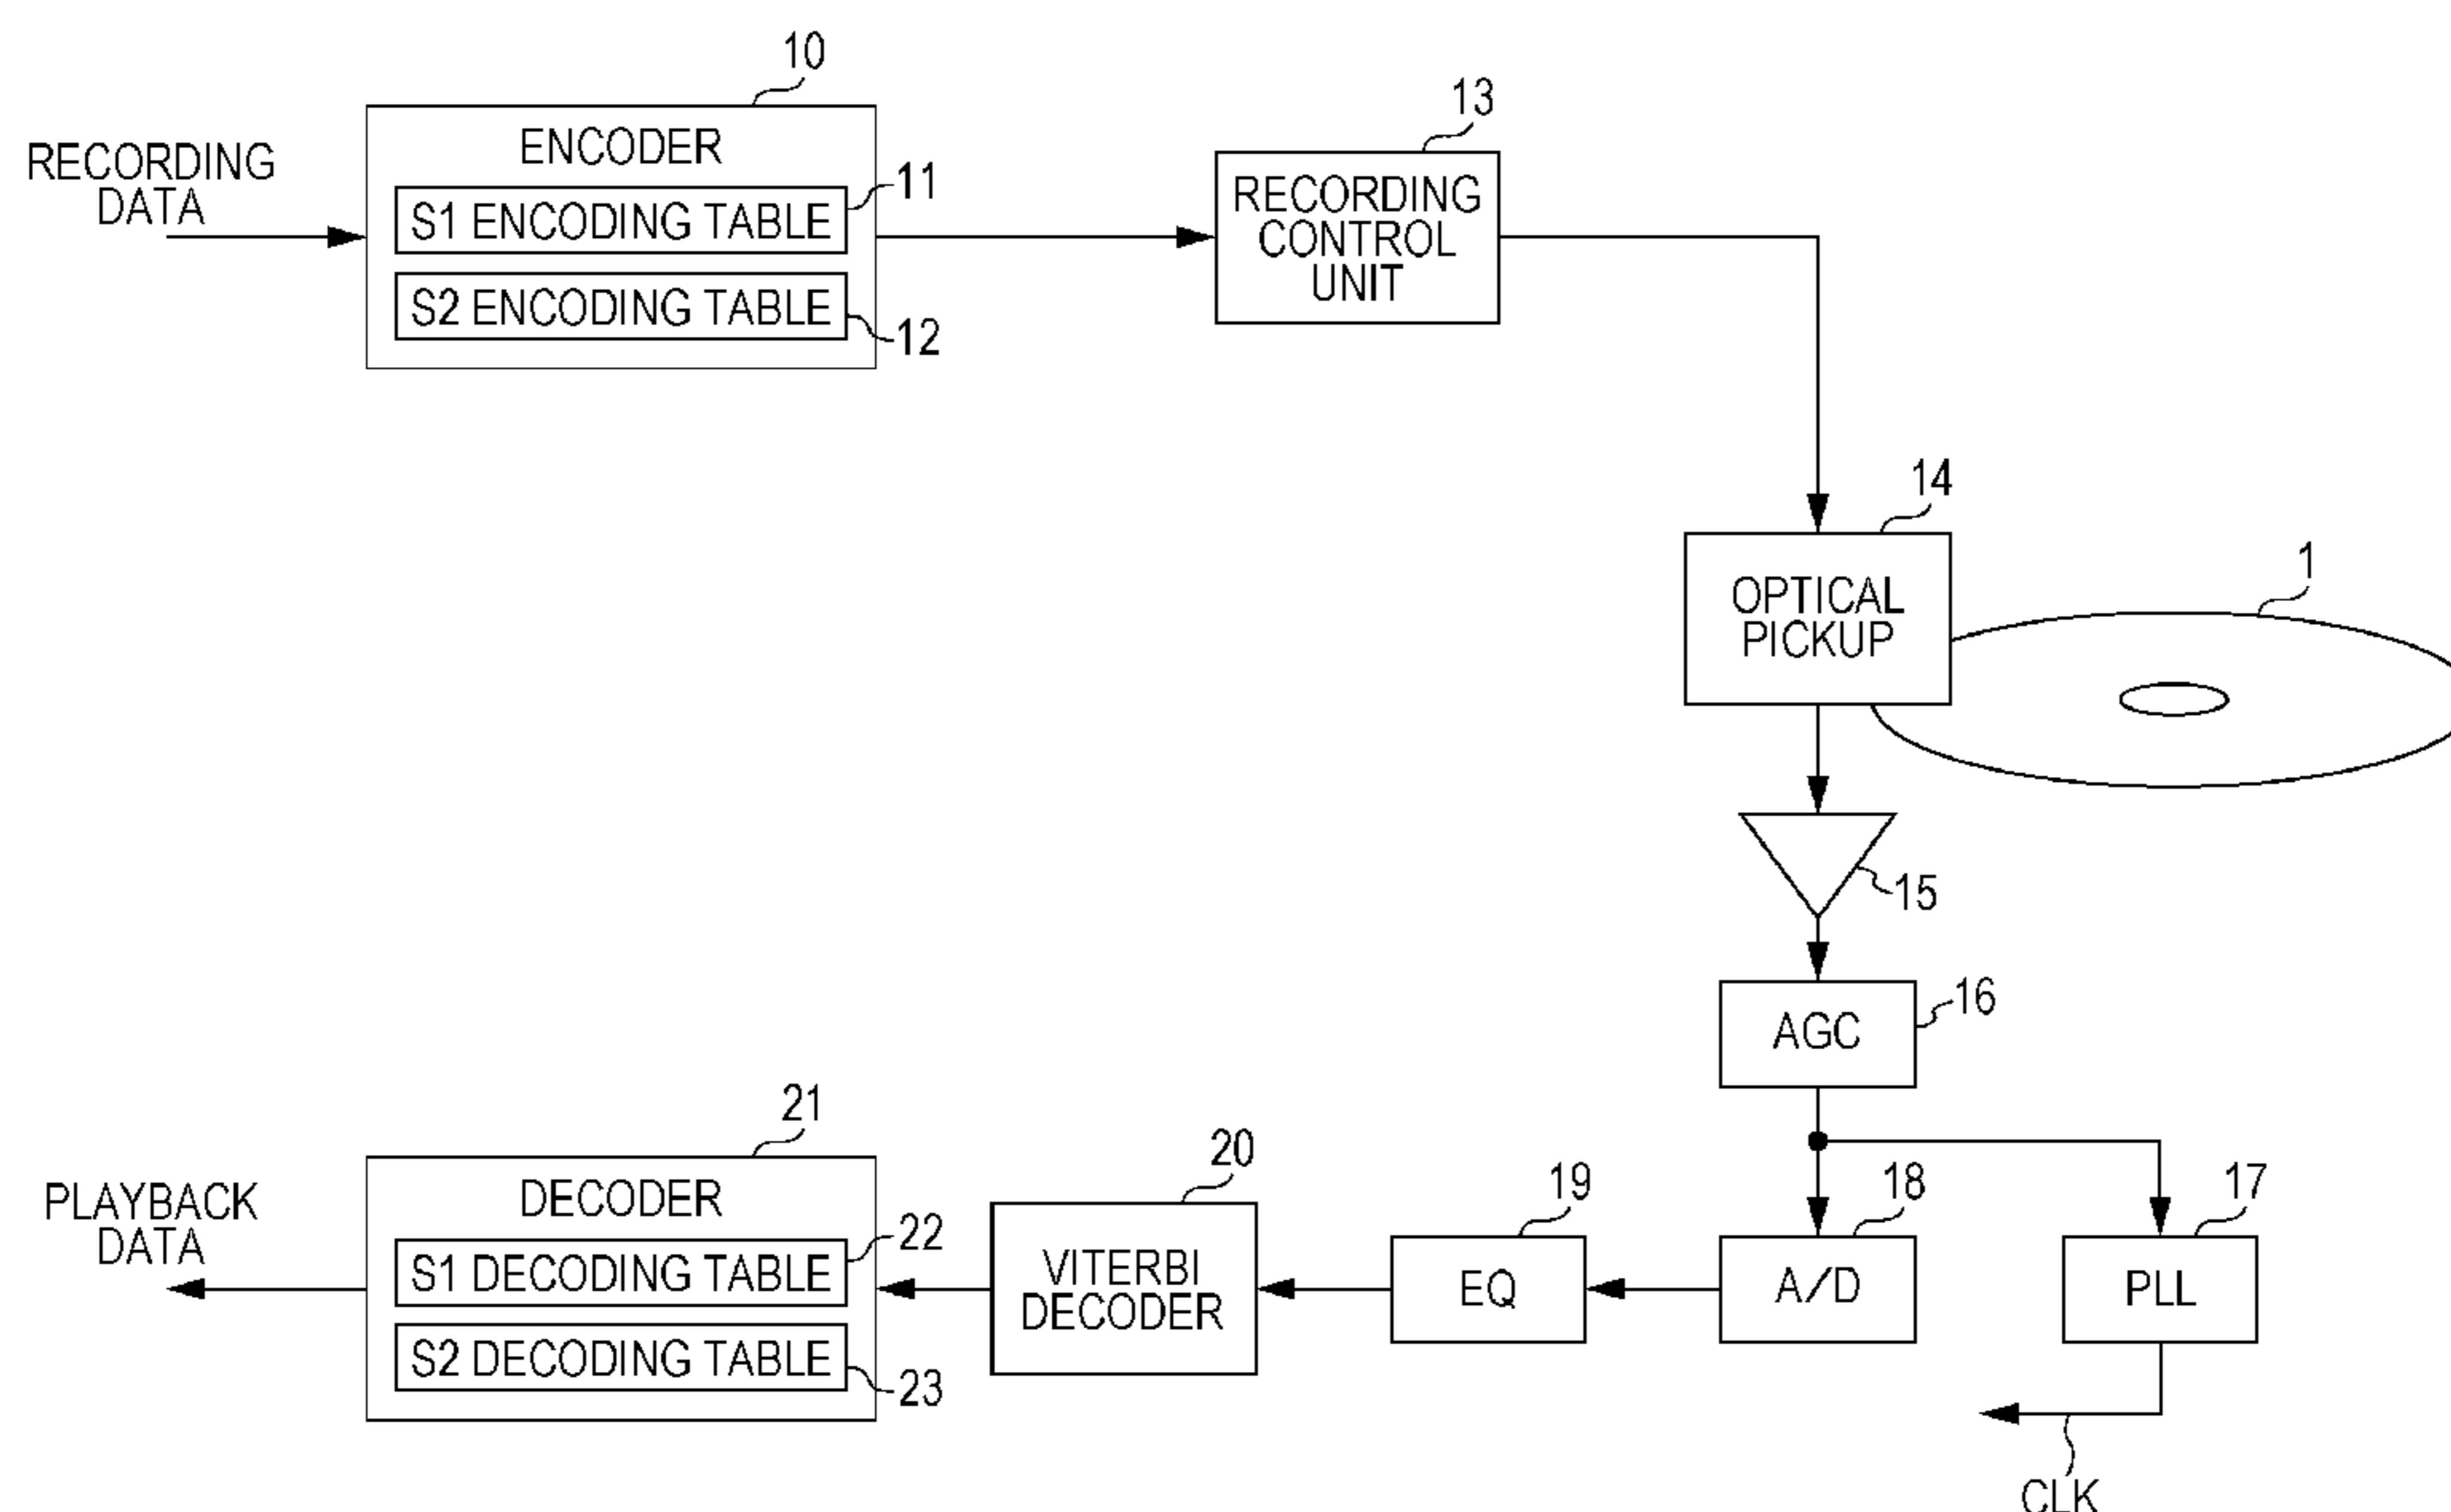 10
ENCODER
RECORDING
DATA
S1 ENCODING TABLE
11
S2 ENCODING TABLE
12
13
RECORDING
CONTROL
UNIT
14
OPTICAL
PICKUP
1
15
AGC
16
21
DECODER
PLAYBACK
DATA
S1 DECODING TABLE
22
S2 DECODING TABLE
23
20
VITERBI
DECODER
19
EQ
18
A/D
17
PLL
CLK